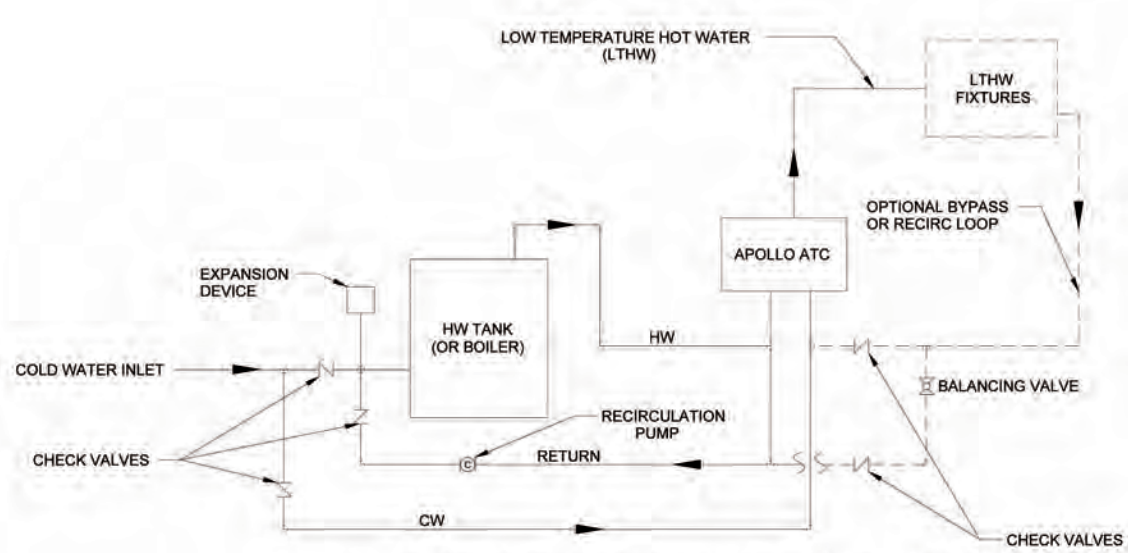 LOW TEMPERATURE HOT WATER
(LTHW)
LTHW
FIXTURES
OPTIONAL BYPASS
OR RECIRC LOOP
APOLLO ATC
EXPANSION
DEVICE
HW TANK
(OR BOILER)
HW
COLD WATER INLET
BALANCING VALVE
RECIRCULATION
PUMP
CHECK VALVES
C
RETURN
CW
CHECK VALVES